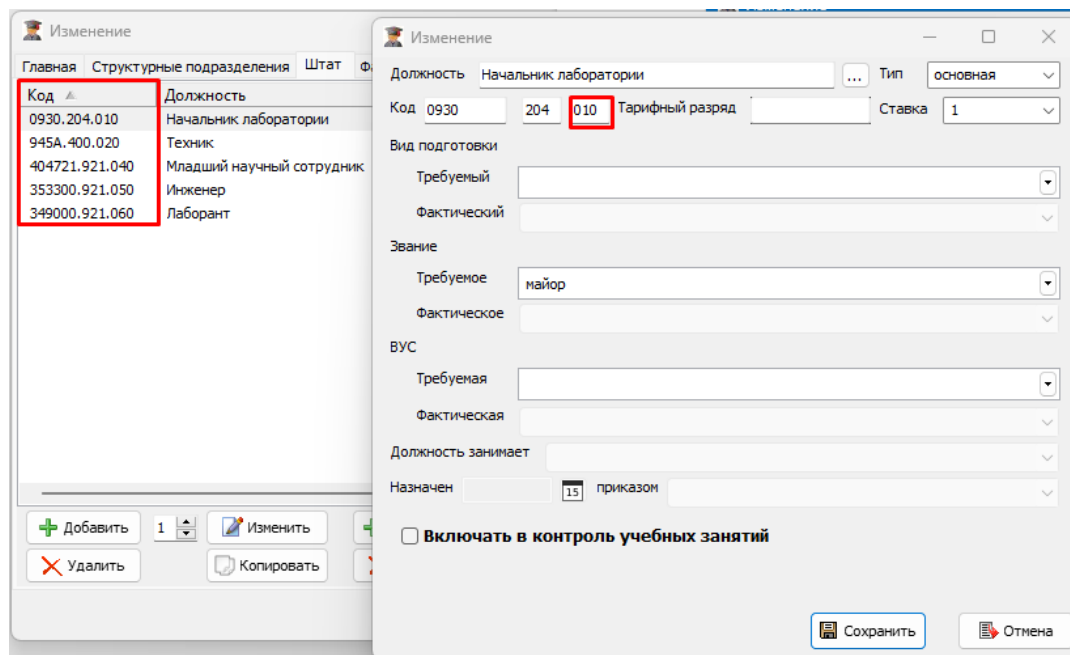 Изменение
Главная Структурные подразделения Штат
Код Должность
0930.204.010 Начальник лаборатории
945A.400.020 Техник
404721.921.040 Младший научный сотрудник
353300.921.050 Инженер
349000.921.060 Лаборант
Добавить 1 Изменить
Удалить Копировать
Изменение
Должность Начальник лаборатории ... Тип основная
Код 0930 204 010 Тарифный разряд Ставка 1
Вид подготовки
Требуемый
Фактический
Звание
Требуемое майор
Фактическое
ВУС
Требуемая
Фактическая
Должность занимает
Назначен 15 приказом
Включать в контроль учебных занятий
Сохранить Отмена